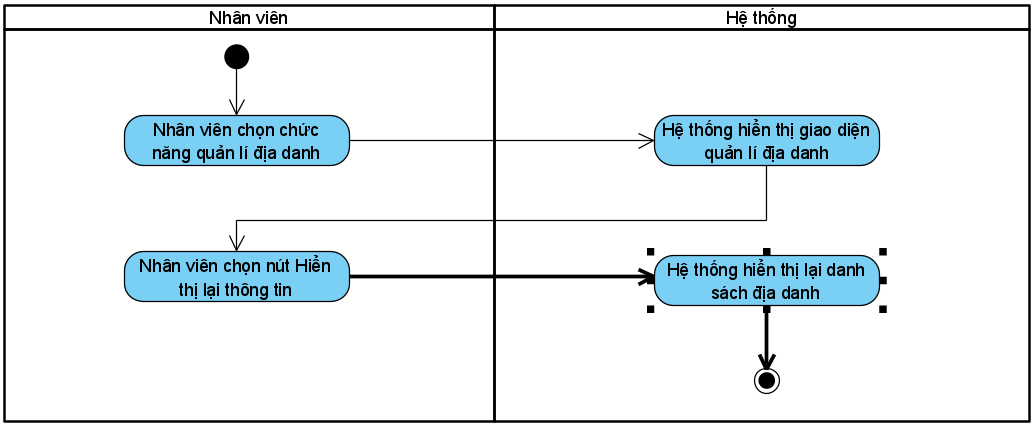 Nhân viên
Hệ thống
Nhân viên chọn chức
năng quản lí địa danh
Hệ thống hiển thị giao diện
quản lí địa danh
Nhân viên chọn nút Hiển
thị lại thông tin
Hệ thống hiển thị lại danh
sách địa danh